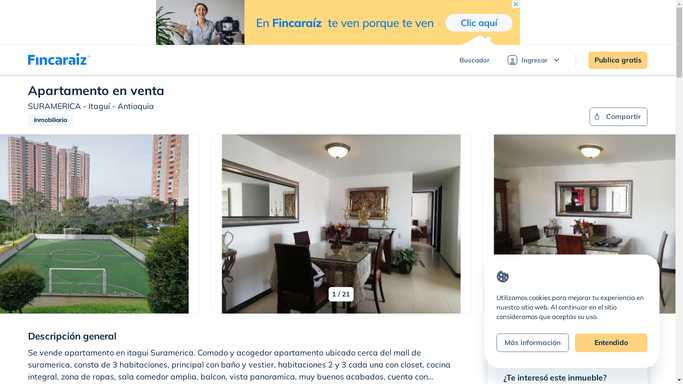 En Fincaraíz te ven porque te ven
Clic aquí
Fincaraíz
Buscador
Ingresar
Publica gratis
Apartamento en venta
SURAMERICA - Itaguí - Antioquia
Inmobiliaria
Compartir
1 / 21
Utilizamos cookies para mejorar tu experiencia en
nuestro sitio web. Al continuar en el sitio
consideramos que aceptas su uso.
Más información
Entendido
Descripción general
Se vende apartamento en itagui Suramerica. Comodo y acogedor apartamento ubicado cerca del mall de
suramerica, consta de 3 habitaciones, principal con baño y vestier, habitaciones 2 y 3 cada una con closet, cocina
integral, zona de ropas, sala comedor amplia, balcon, vista panoramica, muy buenos acabados, cuenta con...
¿Te interesó este inmueble?